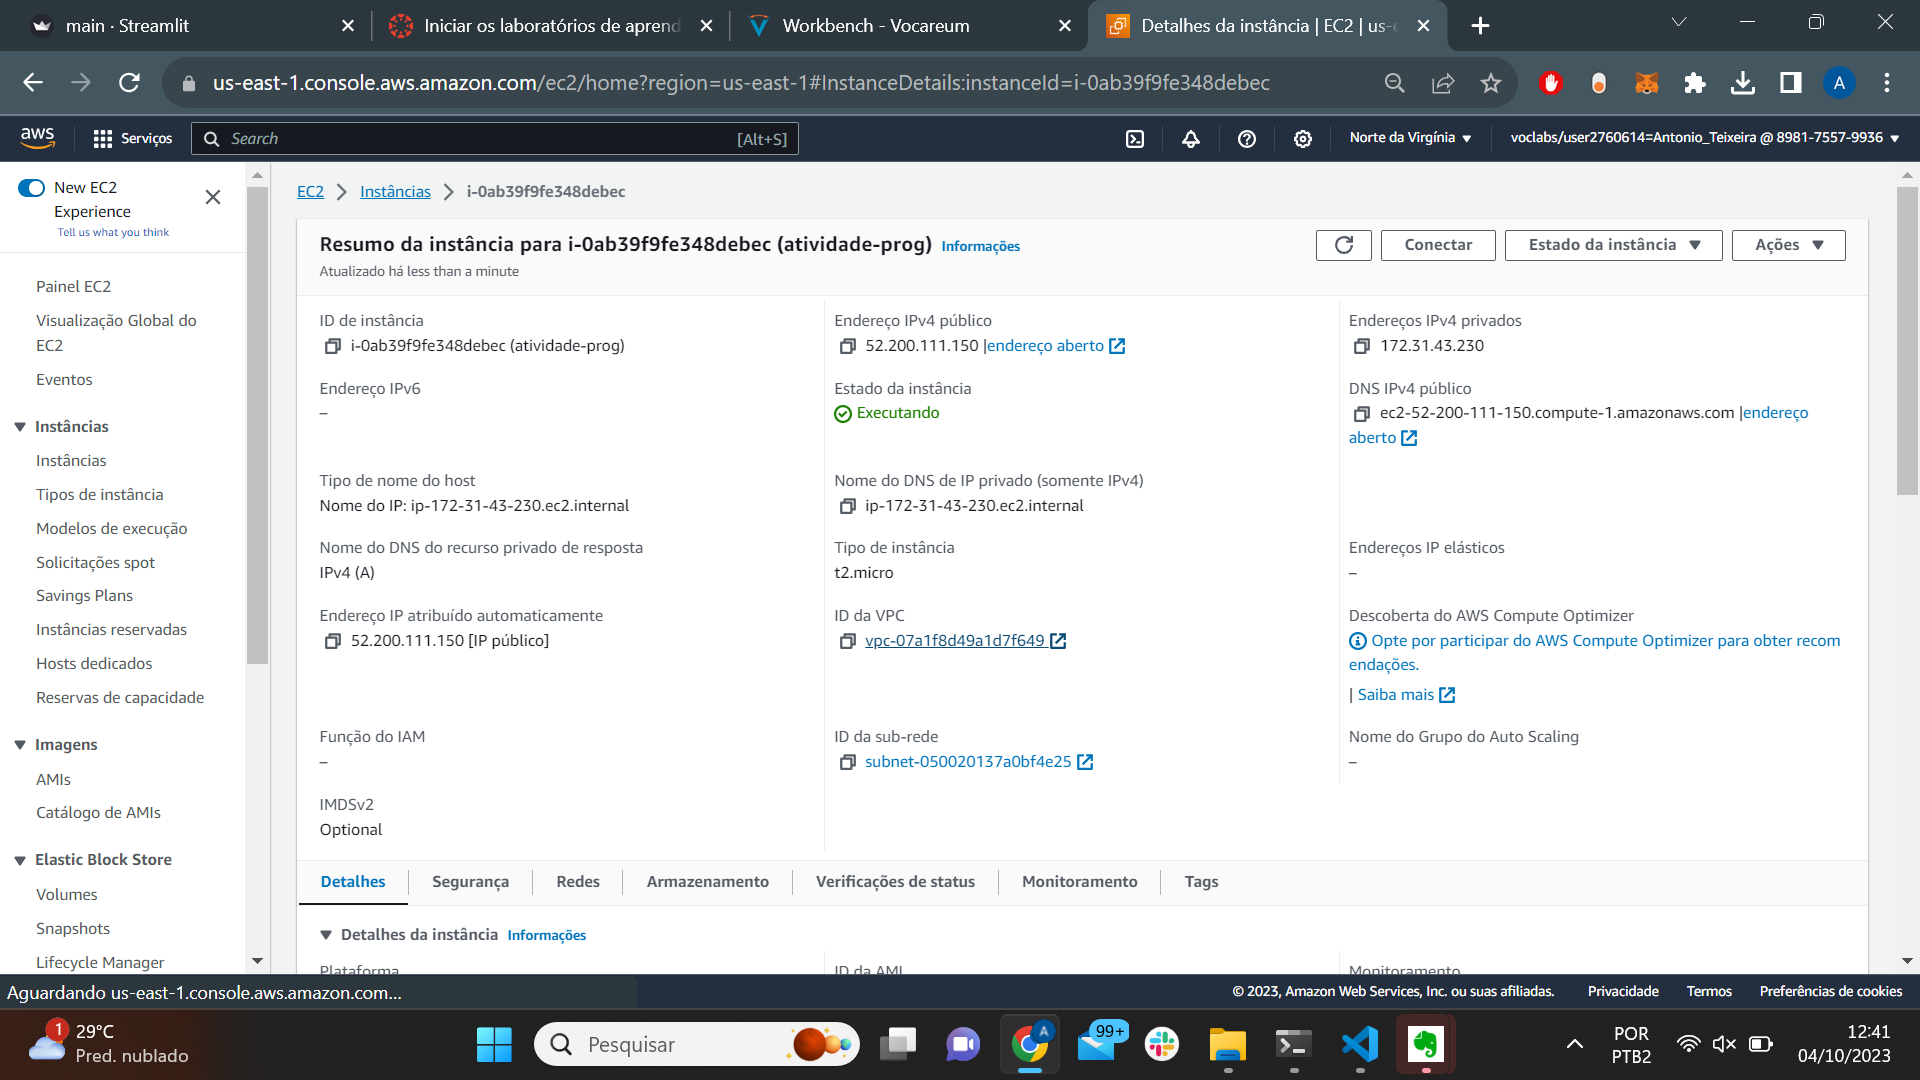 main · Streamlit
Iniciar os laboratórios de aprend
Workbench - Vocareum
Detalhes da instância | EC2 | us-e
us-east-1.console.aws.amazon.com/ec2/home?region=us-east-1#InstanceDetails:instanceId=i-0ab39f9fe348debec
A
aws
Serviços
Search
[Alt+S]
Norte da Virgínia
voclabs/user2760614=Antonio_Teixeira @ 8981-7557-9936
New EC2
Experience
Tell us what you think
Painel EC2
Visualização Global do
EC2
Eventos
Instâncias
Instâncias
Tipos de instância
Modelos de execução
Solicitações spot
Savings Plans
Instâncias reservadas
Hosts dedicados
Reservas de capacidade
Imagens
AMIs
Catálogo de AMIs
Elastic Block Store
Volumes
Snapshots
Lifecycle Manager
EC2
Instâncias
i-0ab39f9fe348debec
Resumo da instância para i-0ab39f9fe348debec (atividade-prog) Informações
Atualizado há less than a minute
Conectar
Estado da instância
Ações
ID de instância
i-0ab39f9fe348debec (atividade-prog)
Endereço IPv4 público
52.200.111.150 |endereço aberto
Endereços IPv4 privados
172.31.43.230
Endereço IPv6
–
Estado da instância
Executando
DNS IPv4 público
ec2-52-200-111-150.compute-1.amazonaws.com |endereço
aberto
Tipo de nome do host
Nome do IP: ip-172-31-43-230.ec2.internal
Nome do DNS de IP privado (somente IPv4)
ip-172-31-43-230.ec2.internal
Nome do DNS do recurso privado de resposta
IPv4 (A)
Tipo de instância
t2.micro
Endereços IP elásticos
–
Endereço IP atribuído automaticamente
52.200.111.150 [IP público]
ID da VPC
vpc-07a1f8d49a1d7f649
Descoberta do AWS Compute Optimizer
Opte por participar do AWS Compute Optimizer para obter recom
endações.
| Saiba mais
Função do IAM
–
ID da sub-rede
subnet-050020137a0bf4e25
Nome do Grupo do Auto Scaling
–
IMDSv2
Optional
Detalhes
Segurança
Redes
Armazenamento
Verificações de status
Monitoramento
Tags
Detalhes da instância Informações
Plataforma
ID da AMI
Monitoramento
Aguardando us-east-1.console.aws.amazon.com...
© 2023, Amazon Web Services, Inc. ou suas afiliadas.
Privacidade
Termos
Preferências de cookies
1
29°C
Pred. nublado
Pesquisar
A
99+
POR
PTB2
12:41
04/10/2023